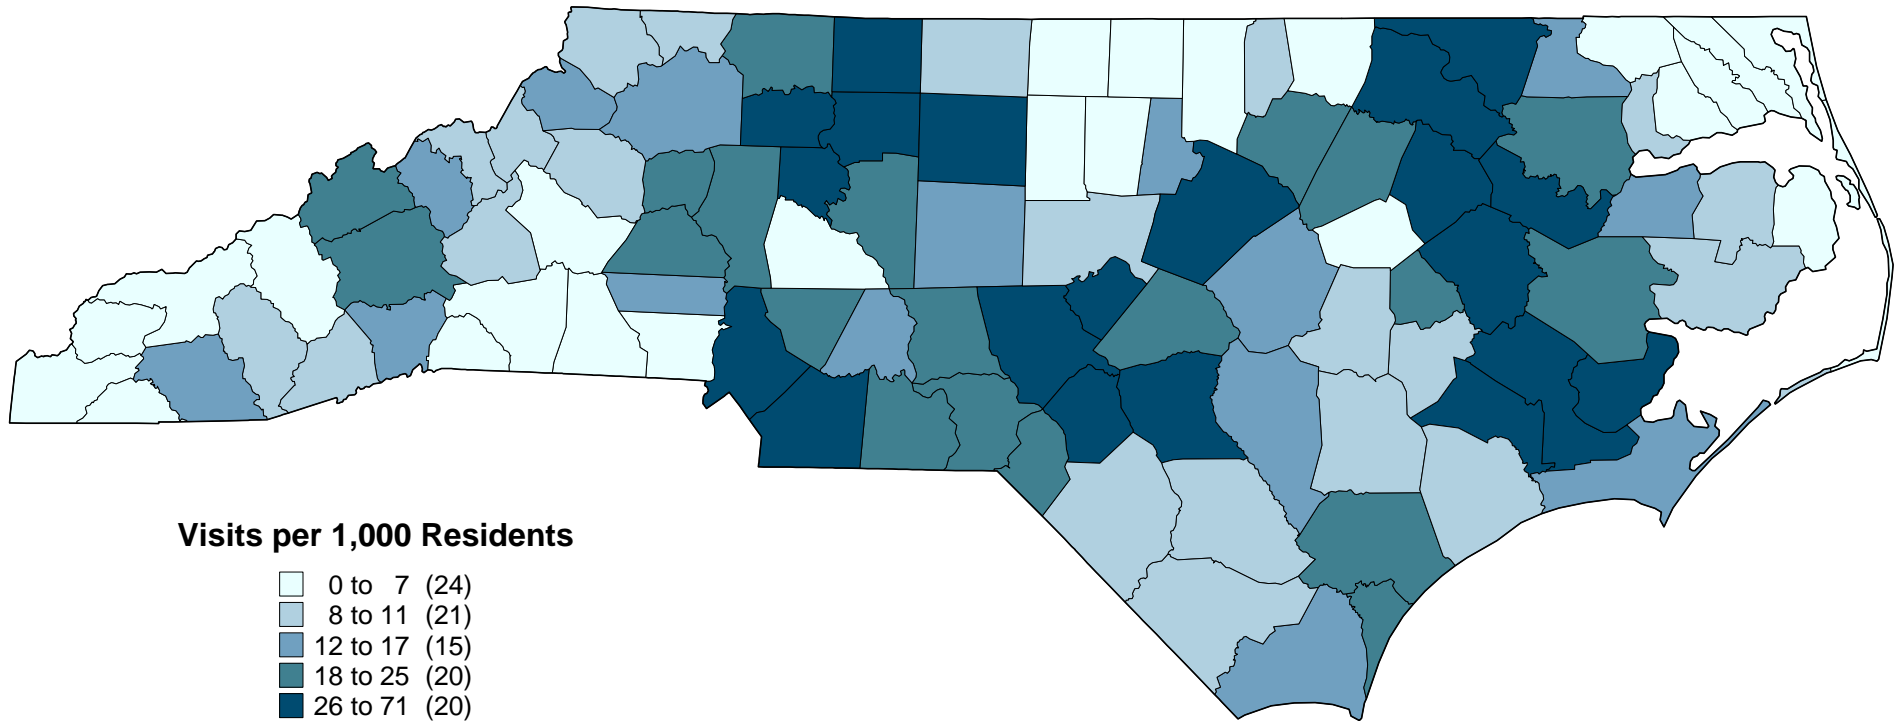 Visits per 1,000 Residents
0 to 7 (24)
8 to 11 (21)
12 to 17 (15)
18 to 25 (20)
26 to 71 (20)